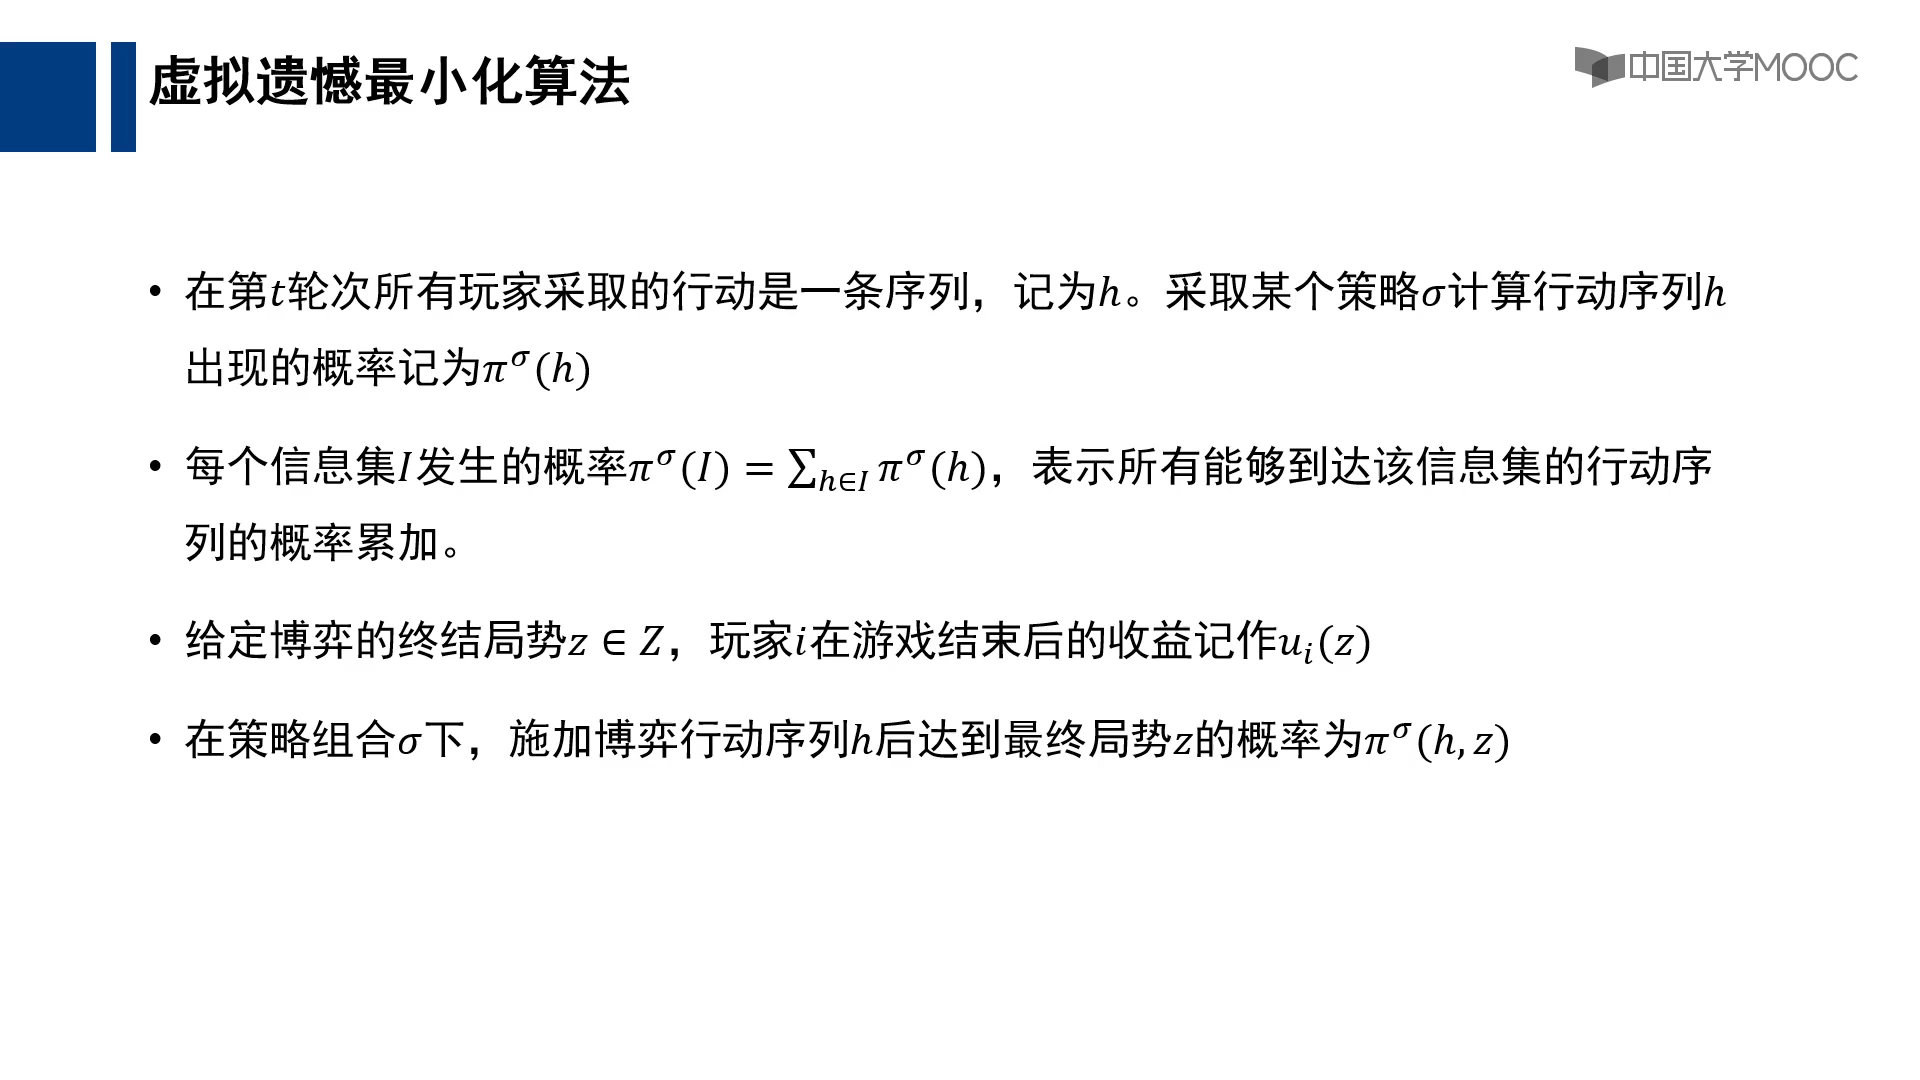 虚拟遗憾最小化算法
中国大学MOOC
• 在第t轮次所有玩家采取的行动是一条序列，记为h。采取某个策略σ计算行动序列h
出现的概率记为π^σ(h)
• 每个信息集I发生的概率π^σ(I) = ∑_{h∈I} π^σ(h)，表示所有能够到达该信息集的行动序
列的概率累加。
• 给定博弈的终结局势z ∈ Z，玩家i在游戏结束后的收益记作u_i(z)
• 在策略组合σ下，施加博弈行动序列h后达到最终局势z的概率为π^σ(h, z)